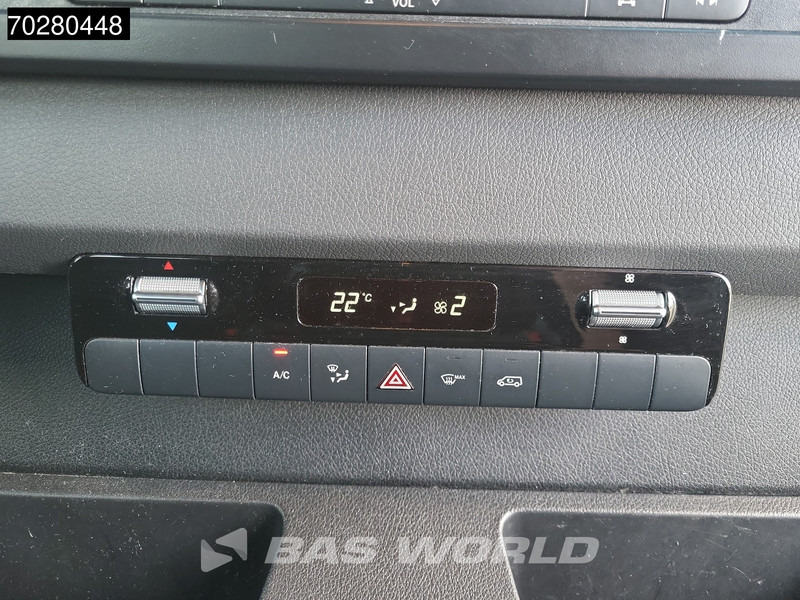 70280448
VOL
22°C 2
A/C
MAX
BAS WORLD